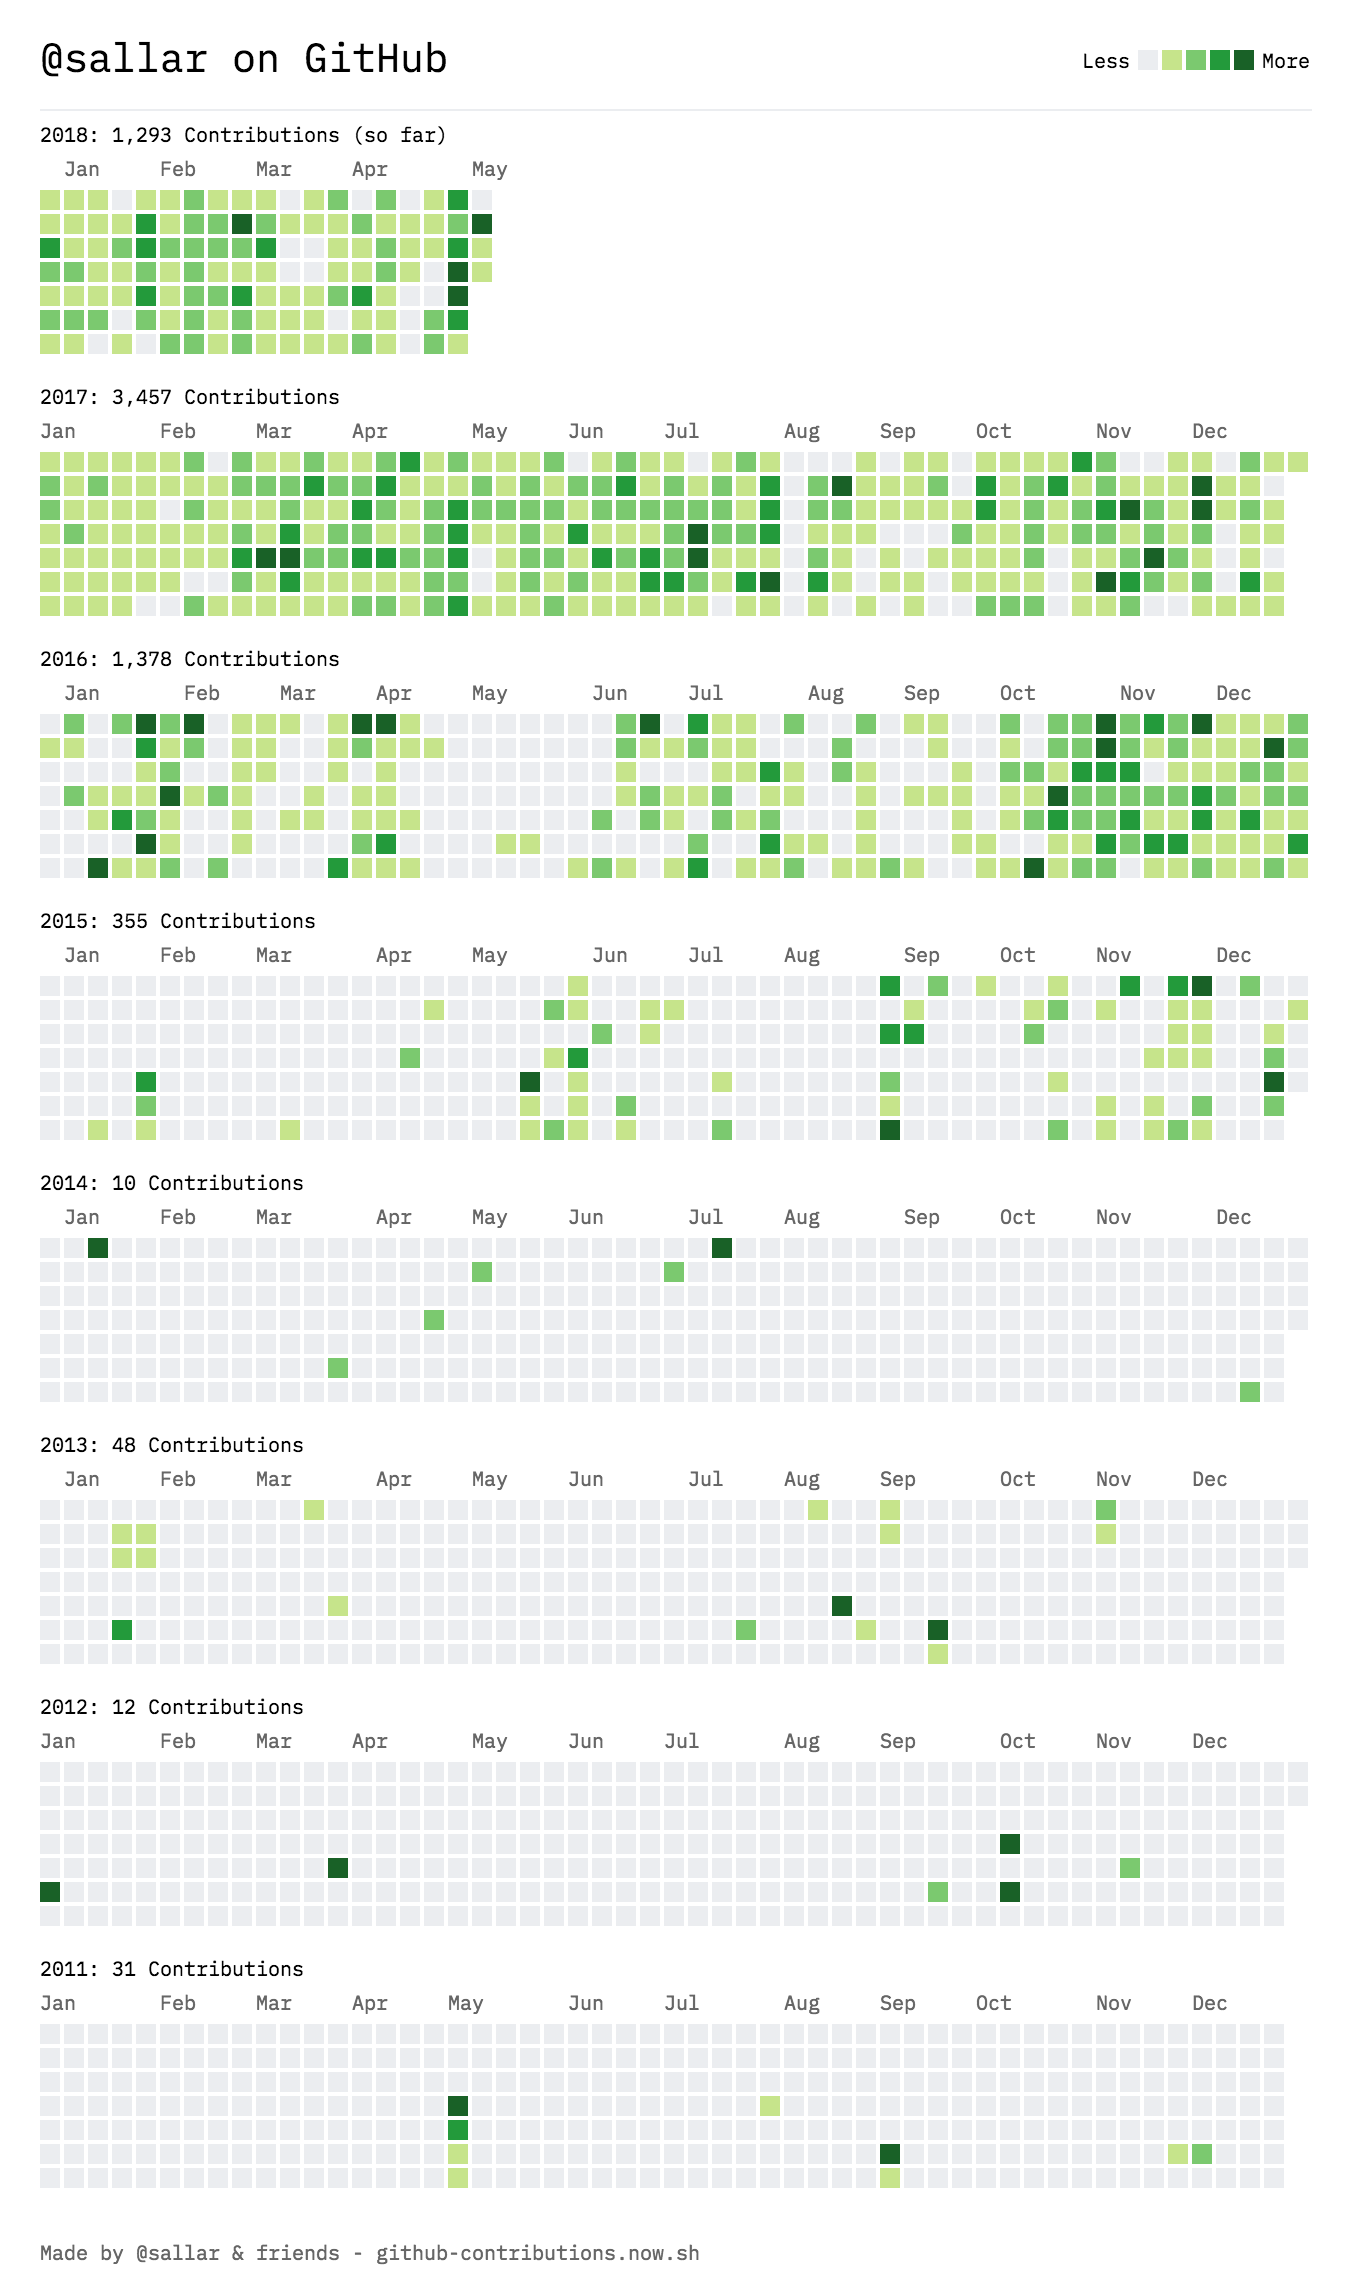 @sallar on GitHub
Less More
2018: 1,293 Contributions (so far)
Jan Feb Mar Apr May
2017: 3,457 Contributions
Jan Feb Mar Apr May Jun Jul Aug Sep Oct Nov Dec
2016: 1,378 Contributions
Jan Feb Mar Apr May Jun Jul Aug Sep Oct Nov Dec
2015: 355 Contributions
Jan Feb Mar Apr May Jun Jul Aug Sep Oct Nov Dec
2014: 10 Contributions
Jan Feb Mar Apr May Jun Jul Aug Sep Oct Nov Dec
2013: 48 Contributions
Jan Feb Mar Apr May Jun Jul Aug Sep Oct Nov Dec
2012: 12 Contributions
Jan Feb Mar Apr May Jun Jul Aug Sep Oct Nov Dec
2011: 31 Contributions
Jan Feb Mar Apr May Jun Jul Aug Sep Oct Nov Dec
Made by @sallar & friends - github-contributions.now.sh